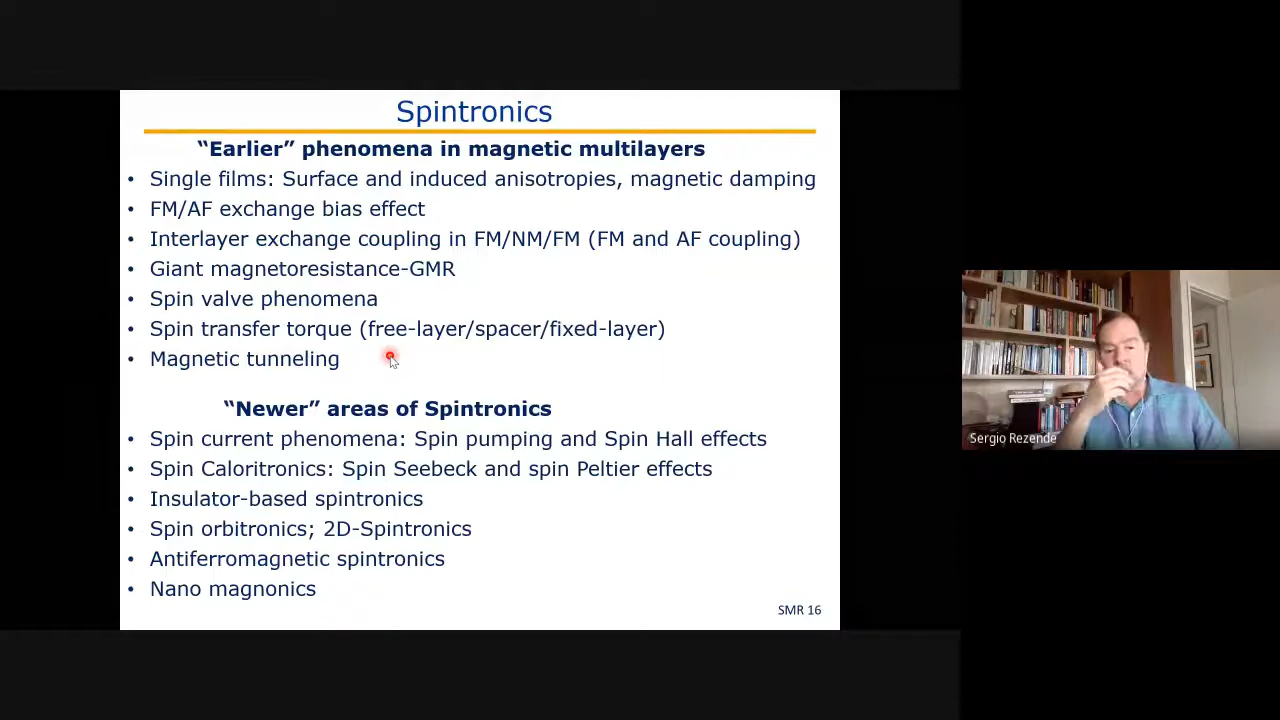 Spintronics
“Earlier” phenomena in magnetic multilayers
• Single films: Surface and induced anisotropies, magnetic damping
• FM/AF exchange bias effect
• Interlayer exchange coupling in FM/NM/FM (FM and AF coupling)
• Giant magnetoresistance-GMR
• Spin valve phenomena
• Spin transfer torque (free-layer/spacer/fixed-layer)
• Magnetic tunneling
“Newer” areas of Spintronics
• Spin current phenomena: Spin pumping and Spin Hall effects
• Spin Caloritronics: Spin Seebeck and spin Peltier effects
• Insulator-based spintronics
• Spin orbitronics; 2D-Spintronics
• Antiferromagnetic spintronics
• Nano magnonics
SMR 16
Sergio Rezende